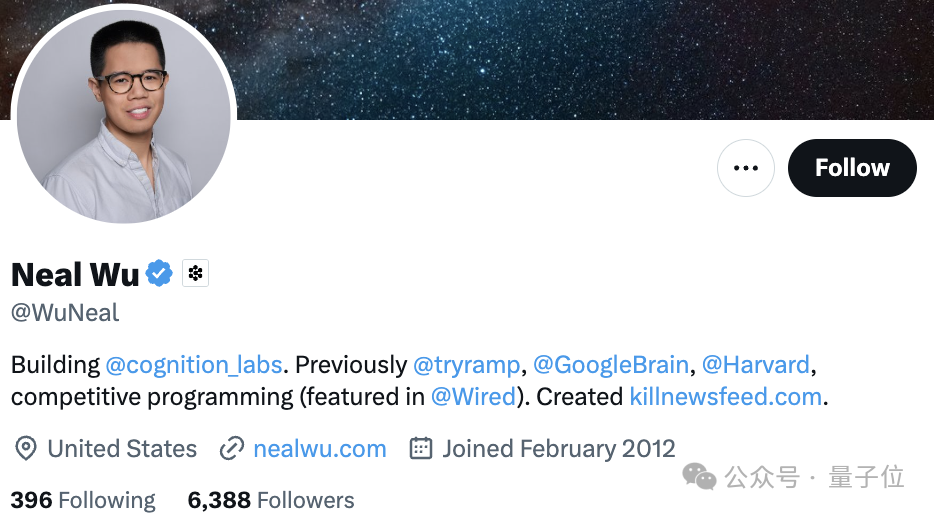 Follow
Neal Wu
@WuNeal
Building @cognition_labs. Previously @tryramp, @GoogleBrain, @Harvard,
competitive programming (featured in @Wired). Created killnewsfeed.com.
United States nealwu.com Joined February 2012
396 Following 6,388 Followers
公众号 · 量子位